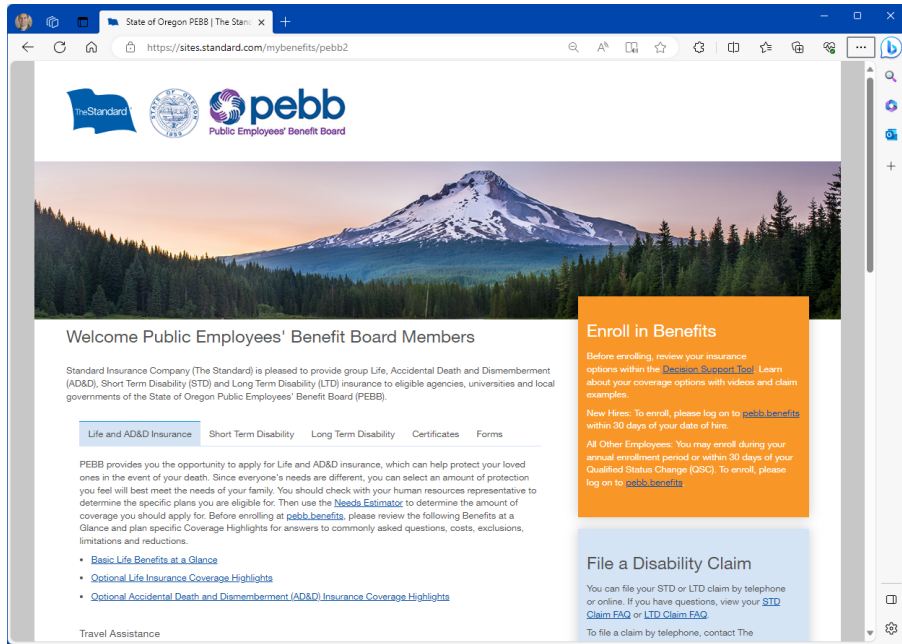 State of Oregon PEBB | The Stand
https://sites.standard.com/mybenefits/pebb2
TheStandard
STATE OF OREGON
1859
pebb
Public Employees' Benefit Board
Welcome Public Employees' Benefit Board Members
Standard Insurance Company (The Standard) is pleased to provide group Life, Accidental Death and Dismemberment
(AD&D), Short Term Disability (STD) and Long Term Disability (LTD) insurance to eligible agencies, universities and local
governments of the State of Oregon Public Employees' Benefit Board (PEBB).
Life and AD&D Insurance Short Term Disability Long Term Disability Certificates Forms
PEBB provides you the opportunity to apply for Life and AD&D insurance, which can help protect your loved
ones in the event of your death. Since everyone's needs are different, you can select an amount of protection
you feel will best meet the needs of your family. You should check with your human resources representative to
determine the specific plans you are eligible for. Then use the Needs Estimator to determine the amount of
coverage you should apply for. Before enrolling at pebb.benefits, please review the following Benefits at a
Glance and plan specific Coverage Highlights for answers to commonly asked questions, costs, exclusions,
limitations and reductions.
• Basic Life Benefits at a Glance
• Optional Life Insurance Coverage Highlights
• Optional Accidental Death and Dismemberment (AD&D) Insurance Coverage Highlights
Travel Assistance
Enroll in Benefits
Before enrolling, review your insurance
options within the Decision Support Tool. Learn
about your coverage options with videos and claim
examples.
New Hires: To enroll, please log on to pebb.benefits
within 30 days of your date of hire.
All Other Employees: You may enroll during your
annual enrollment period or within 30 days of your
Qualified Status Change (QSC). To enroll, please
log on to pebb.benefits.
File a Disability Claim
You can file your STD or LTD claim by telephone
or online. If you have questions, view your STD
Claim FAQ or LTD Claim FAQ.
To file a claim by telephone, contact The